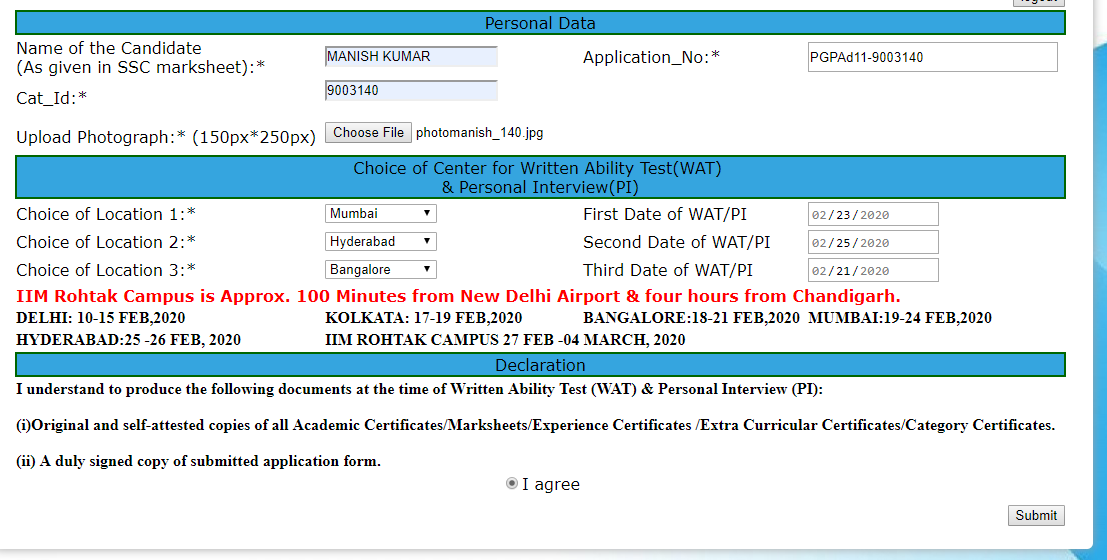 logout
Personal Data
Name of the Candidate
(As given in SSC marksheet):* MANISH KUMAR Application_No:* PGPAd11-9003140
Cat_Id:* 9003140
Upload Photograph:* (150px*250px) Choose File photomanish_140.jpg
Choice of Center for Written Ability Test(WAT)
& Personal Interview(PI)
Choice of Location 1:* Mumbai First Date of WAT/PI 02/23/2020
Choice of Location 2:* Hyderabad Second Date of WAT/PI 02/25/2020
Choice of Location 3:* Bangalore Third Date of WAT/PI 02/21/2020
IIM Rohtak Campus is Approx. 100 Minutes from New Delhi Airport & four hours from Chandigarh.
DELHI: 10-15 FEB,2020 KOLKATA: 17-19 FEB,2020 BANGALORE:18-21 FEB,2020 MUMBAI:19-24 FEB,2020
HYDERABAD:25 -26 FEB, 2020 IIM ROHTAK CAMPUS 27 FEB -04 MARCH, 2020
Declaration
I understand to produce the following documents at the time of Written Ability Test (WAT) & Personal Interview (PI):
(i)Original and self-attested copies of all Academic Certificates/Marksheets/Experience Certificates /Extra Curricular Certificates/Category Certificates.
(ii) A duly signed copy of submitted application form.
I agree
Submit